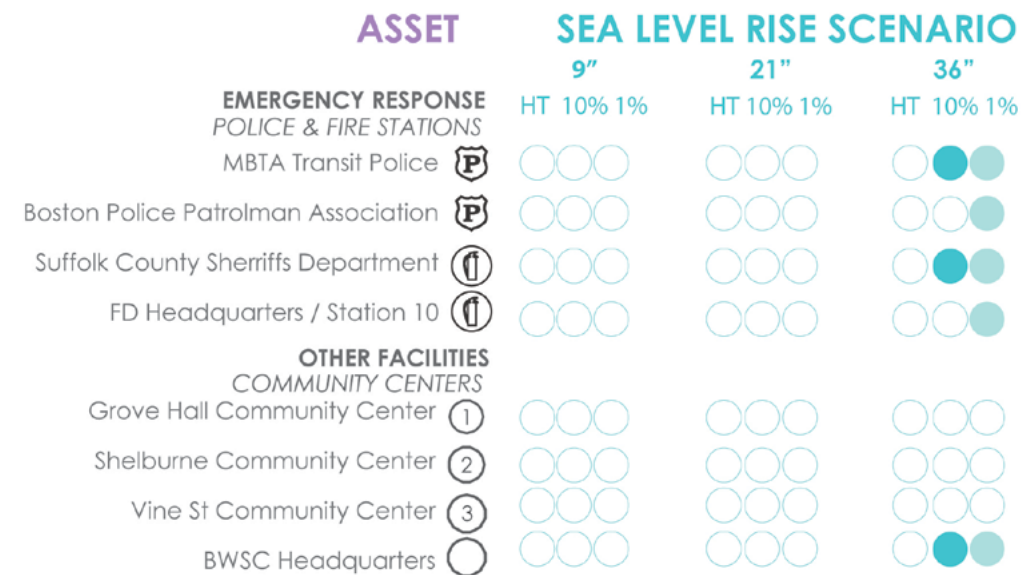 ASSET SEA LEVEL RISE SCENARIO
9” 21” 36”
EMERGENCY RESPONSE HT 10% 1% HT 10% 1% HT 10% 1%
POLICE & FIRE STATIONS
MBTA Transit Police P
Boston Police Patrolman Association P
Suffolk County Sherriffs Department
FD Headquarters / Station 10
OTHER FACILITIES
COMMUNITY CENTERS
Grove Hall Community Center 1
Shelburne Community Center 2
Vine St Community Center 3
BWSC Headquarters